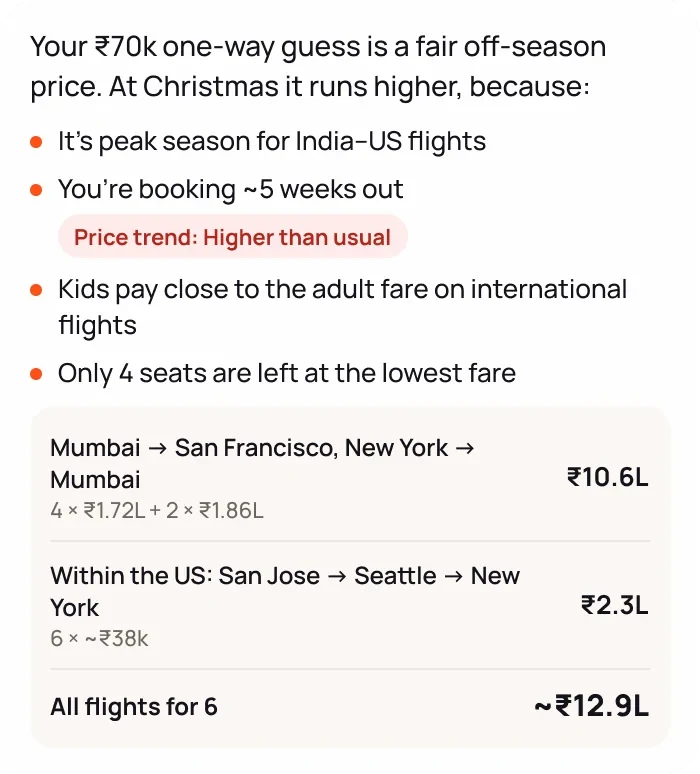 Your ₹70k one-way guess is a fair off-season
price. At Christmas it runs higher, because:
It's peak season for India–US flights
You're booking ~5 weeks out
Price trend: Higher than usual
Kids pay close to the adult fare on international
flights
Only 4 seats are left at the lowest fare
Mumbai → San Francisco, New York →
Mumbai
₹10.6L
4 × ₹1.72L + 2 × ₹1.86L
Within the US: San Jose → Seattle → New
York
₹2.3L
6 × ~₹38k
All flights for 6
~₹12.9L